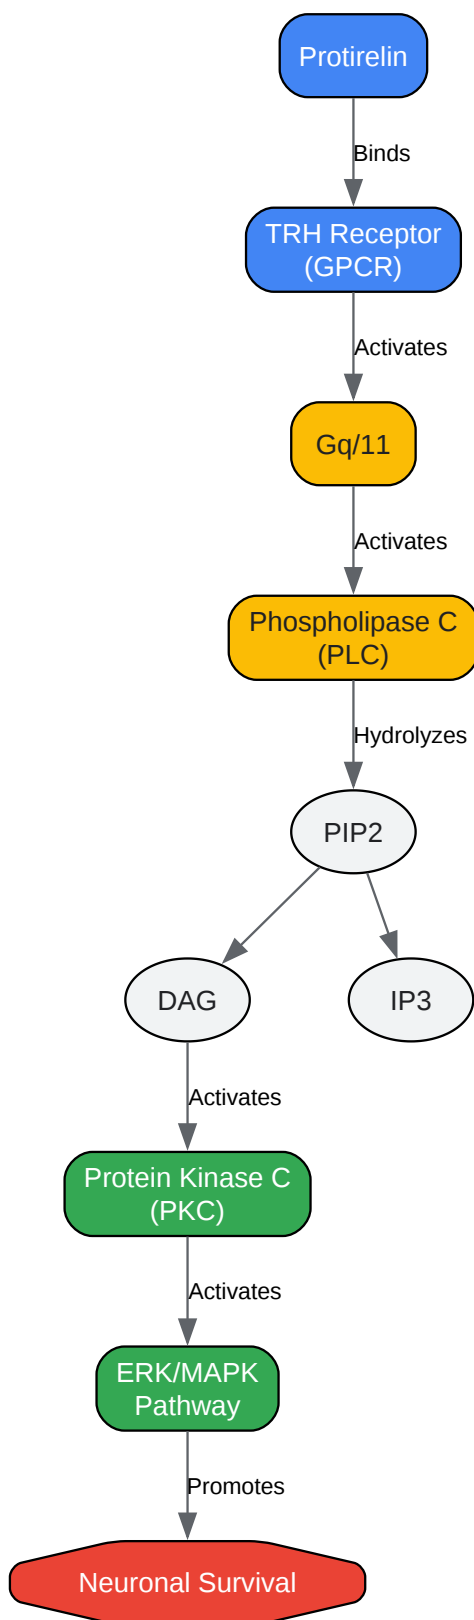 Protirelin
Binds
TRH Receptor
(GPCR)
Activates
Gq/11
Activates
Phospholipase C
(PLC)
Hydrolyzes
PIP2
DAG
IP3
Activates
Protein Kinase C
(PKC)
Activates
ERK/MAPK
Pathway
Promotes
Neuronal Survival